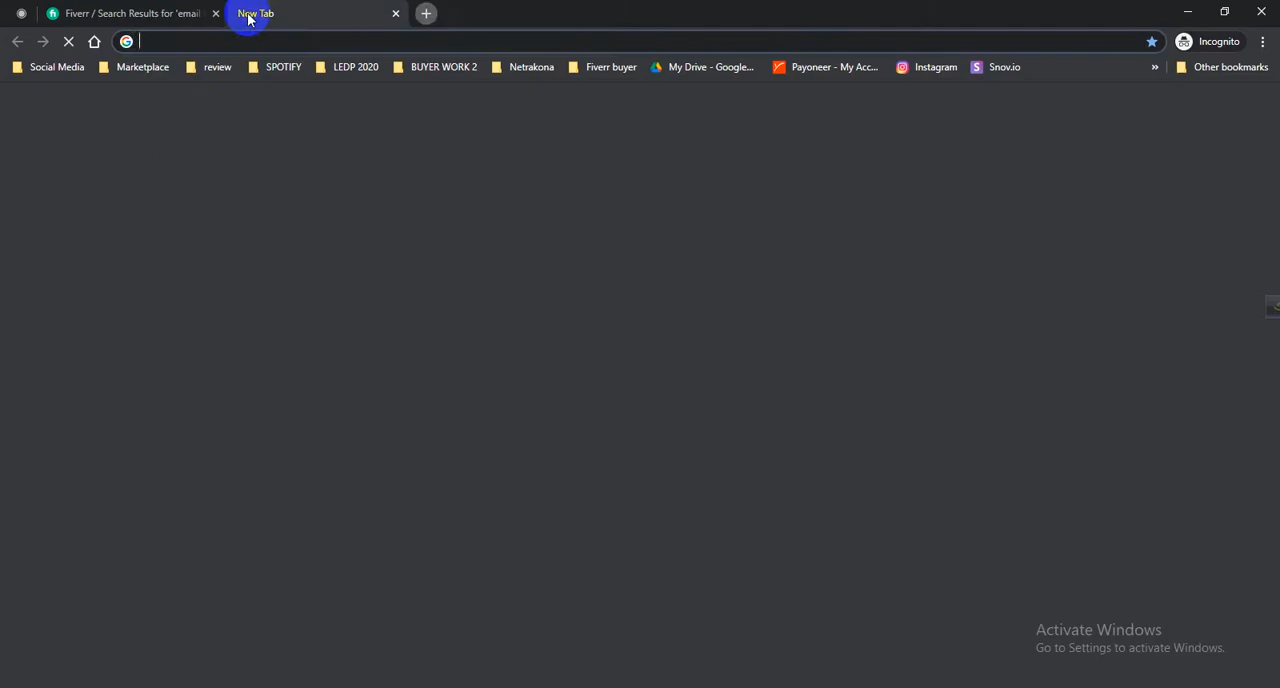 Fiverr / Search Results for 'email
New Tab
Incognito
Social Media
Marketplace
review
SPOTIFY
LEDP 2020
BUYER WORK 2
Netrakona
Fiverr buyer
My Drive - Google...
Payoneer - My Acc...
Instagram
S Snov.io
»
Other bookmarks
Activate Windows
Go to Settings to activate Windows.